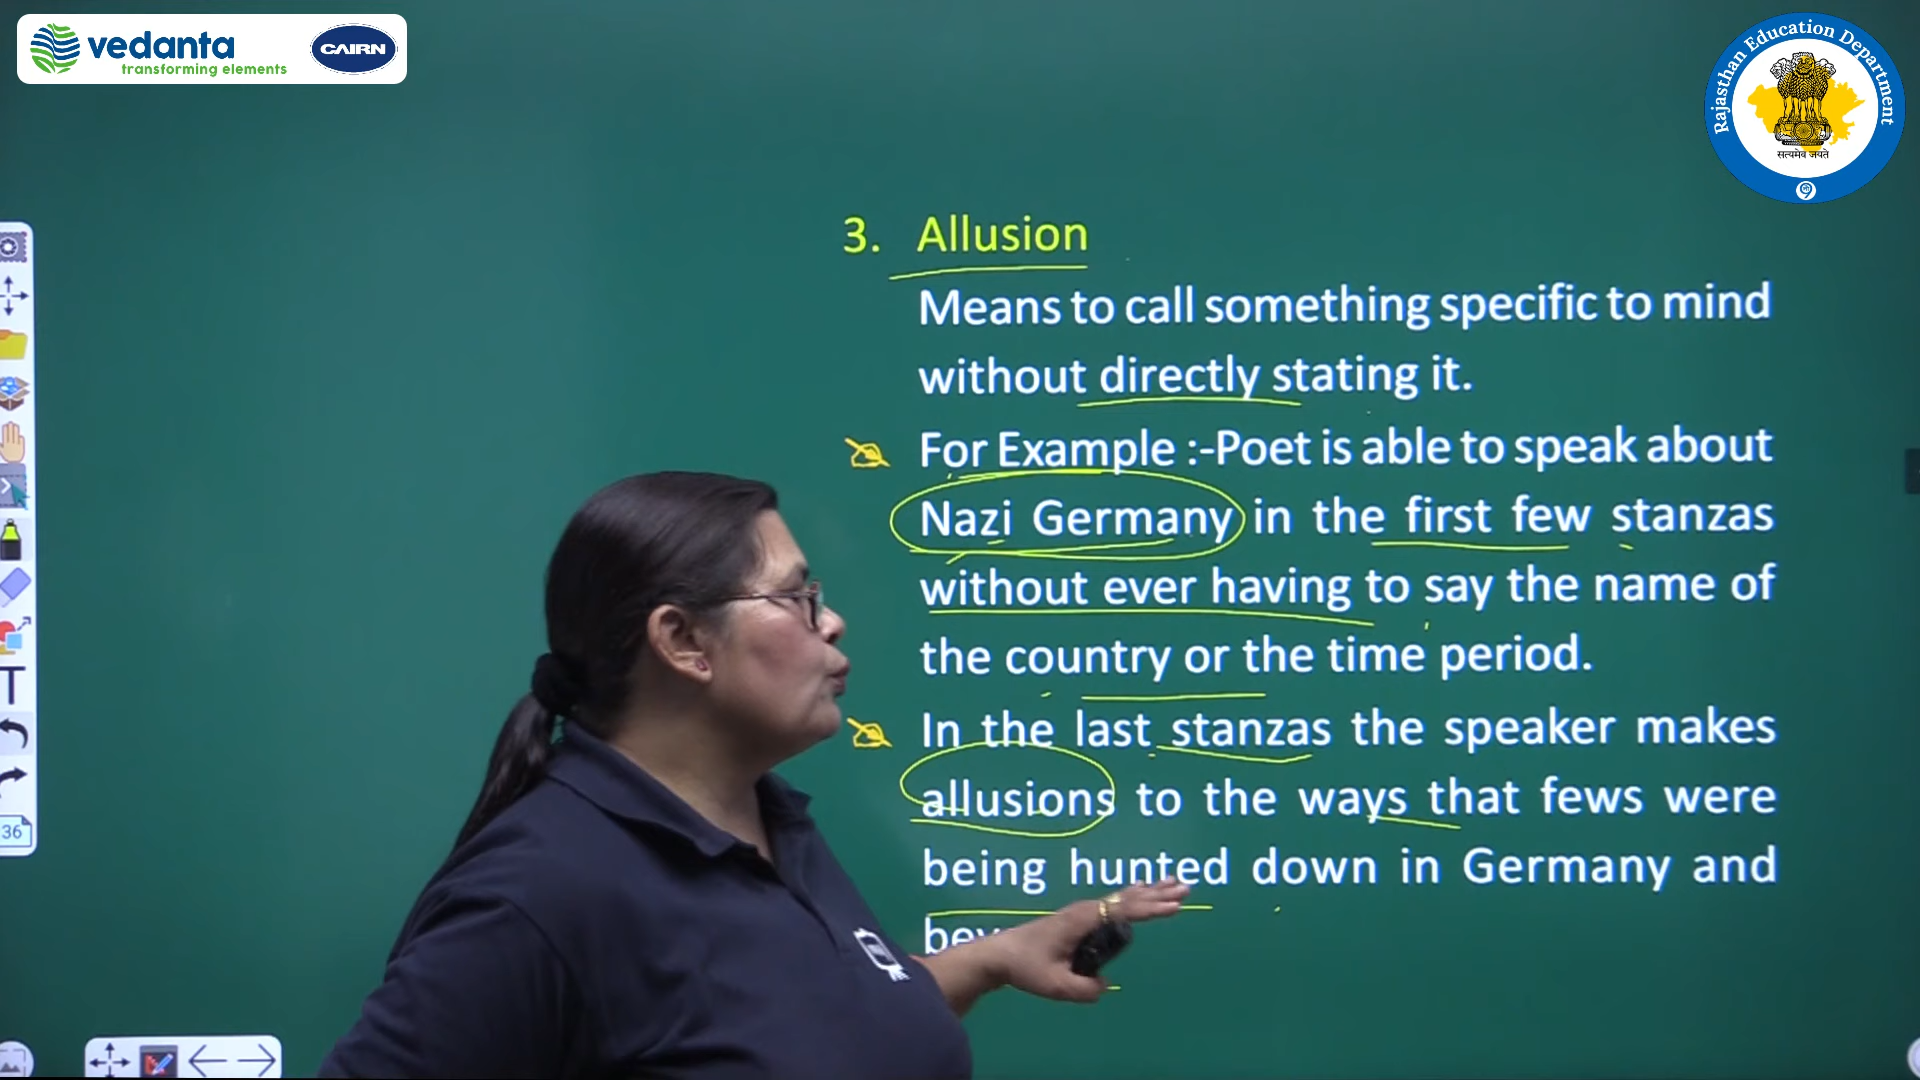 vedanta
transforming elements
CAIRN
Rajasthan Education Department
सत्यमेव जयते
3. Allusion
Means to call something specific to mind
without directly stating it.
For Example :-Poet is able to speak about
Nazi Germany in the first few stanzas
without ever having to say the name of
the country or the time period.
In the last stanzas the speaker makes
allusions to the ways that fews were
being hunted down in Germany and
T
36